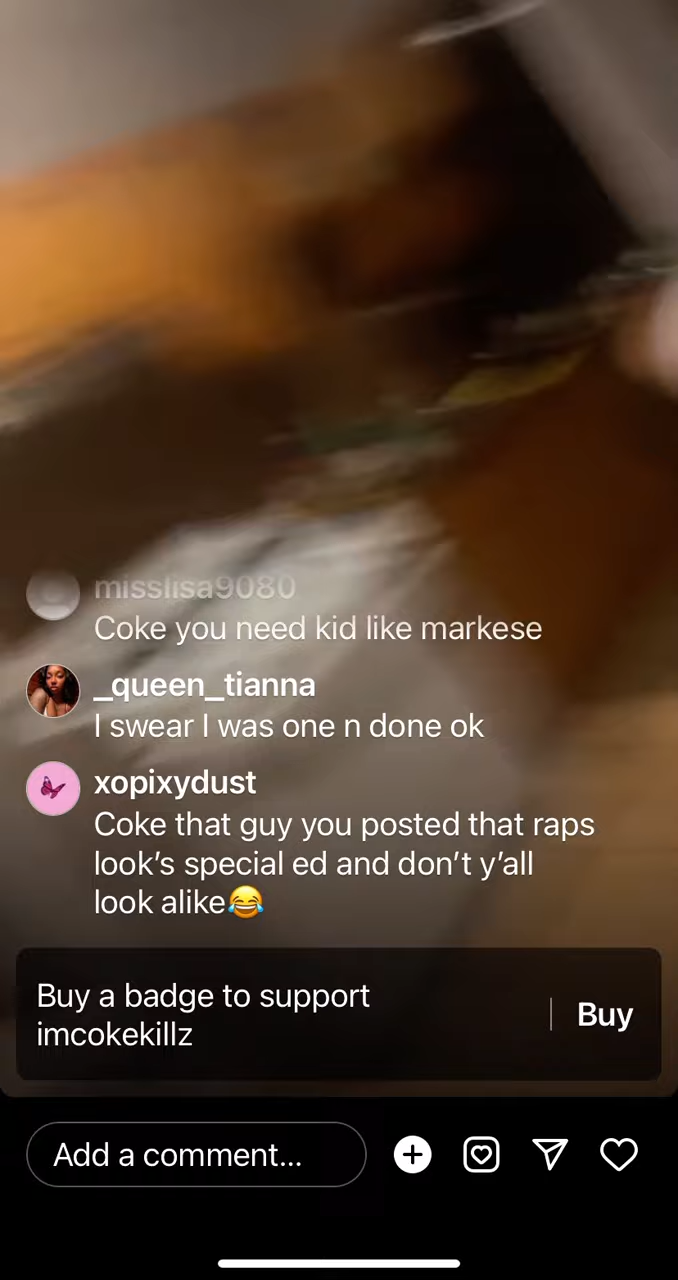 misslisa9080
Coke you need kid like markese
_queen_tianna
I swear I was one n done ok
xopixydust
Coke that guy you posted that raps
look’s special ed and don’t y’all
look alike😂
Buy a badge to support
imcokekillz
Buy
Add a comment...